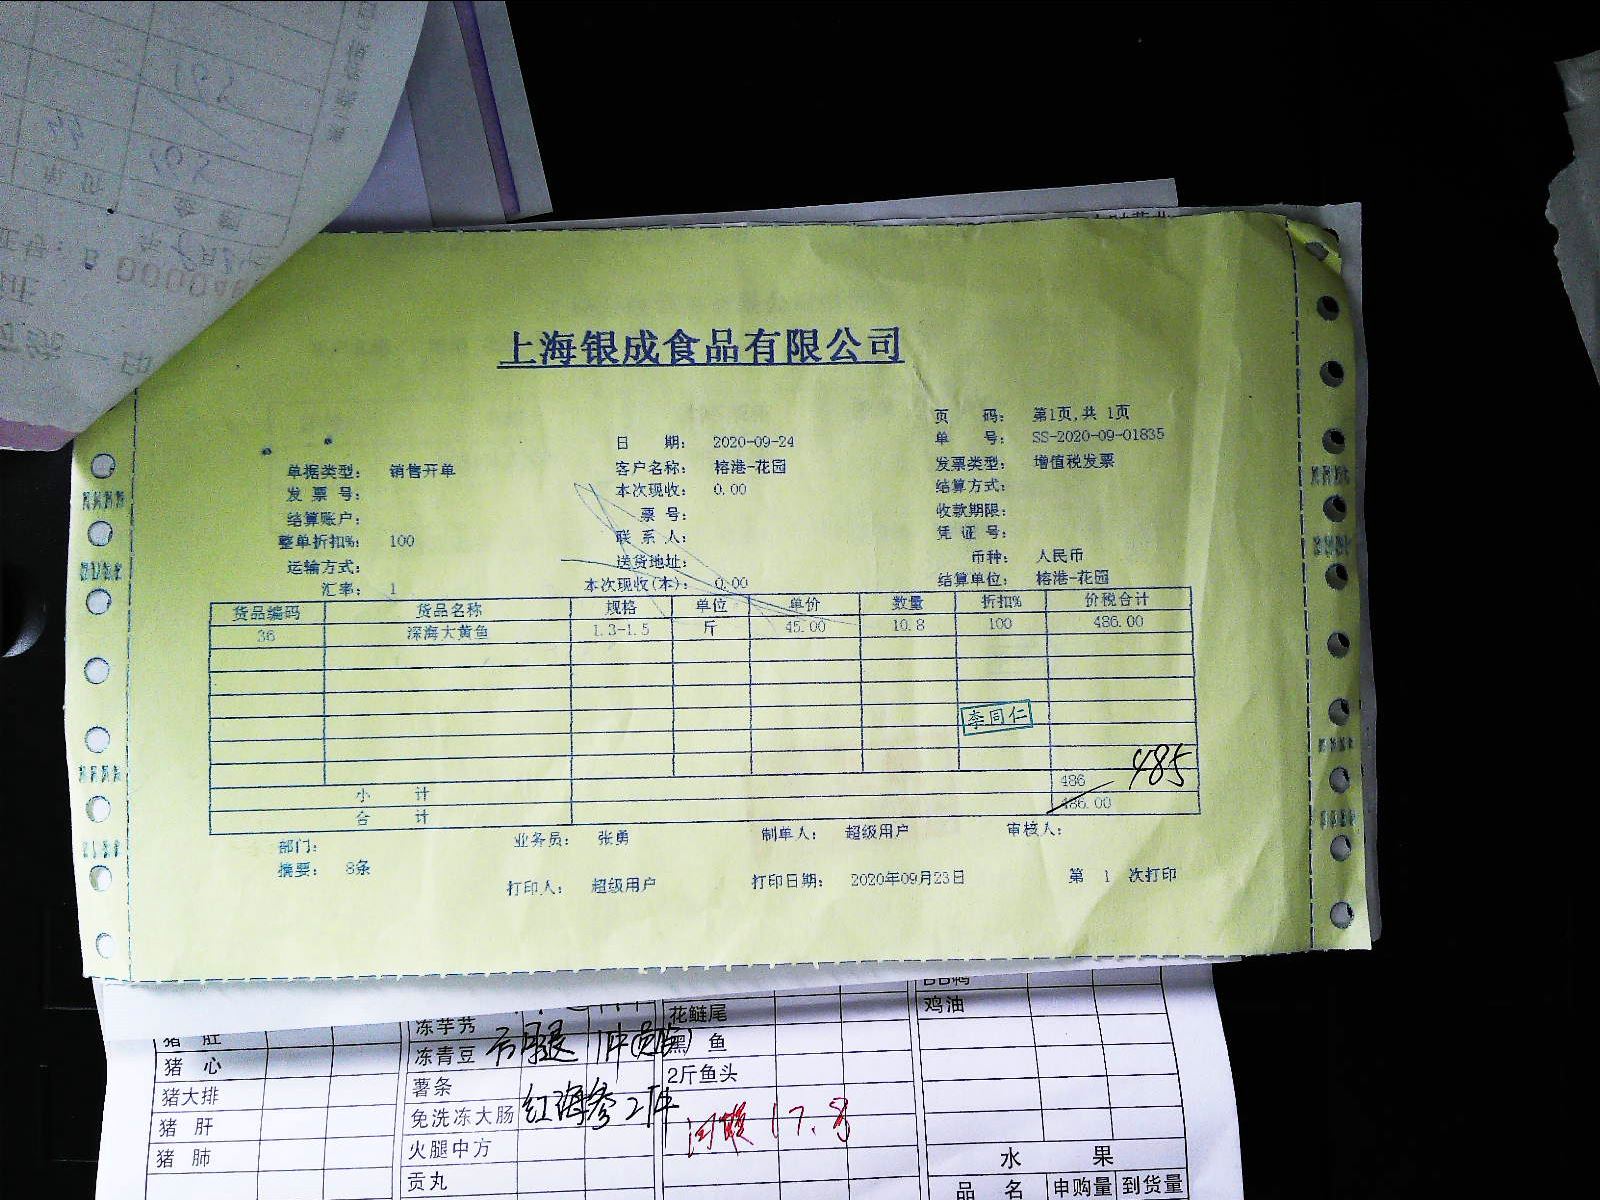 上海银成食品有限公司
页 码： 第1页,共 1页
日 期： 2020-09-24
单 号： SS-2020-09-01835
单据类型： 销售开单
客户名称： 榕港-花园
发票类型： 增值税发票
发 票 号：
本次现收： 0.00
结算方式：
结算账户：
票 号：
收款期限：
整单折扣%： 100
联 系 人：
凭 证 号：
运输方式：
送货地址：
币种： 人民币
汇率： 1
本次现收(本)： 0.00
结算单位： 榕港-花园
货品编码 货品名称 规格 单位 单价 数量 折扣% 价税合计
36 深海大黄鱼 1.3-1.5 斤 45.00 10.8 100 486.00
李同仁
小 计 486
485
合 计 486.00
部门： 业务员： 张勇 制单人： 超级用户 审核人：
摘要： 8条 打印人： 超级用户 打印日期： 2020年09月23日 第 1 次打印
猪 肚 冻芋艿 花鲢尾 鸡油
猪 心 冻青豆 黑 鱼
猪大排 薯条 2斤鱼头
猪 肝 免洗冻大肠 红海参 2件
17.8
猪 肺 火腿中方
水 果
贡丸
品 名 申购量 到货量